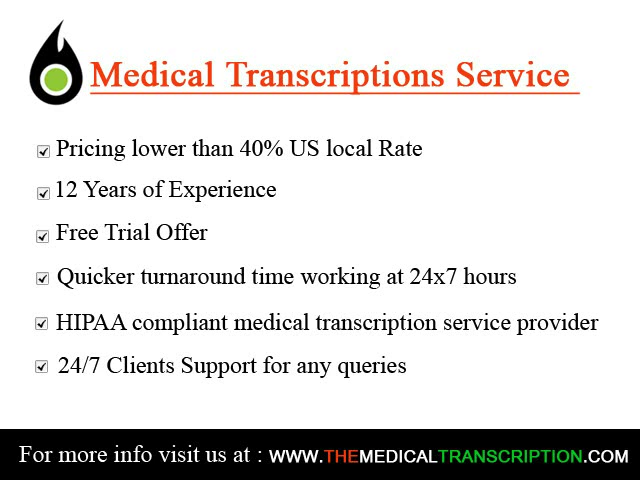 Medical Transcriptions Service
Pricing lower than 40% US local Rate
12 Years of Experience
Free Trial Offer
Quicker turnaround time working at 24x7 hours
HIPAA compliant medical transcription service provider
24/7 Clients Support for any queries
For more info visit us at : WWW.THEMEDICALTRANSCRIPTION.COM